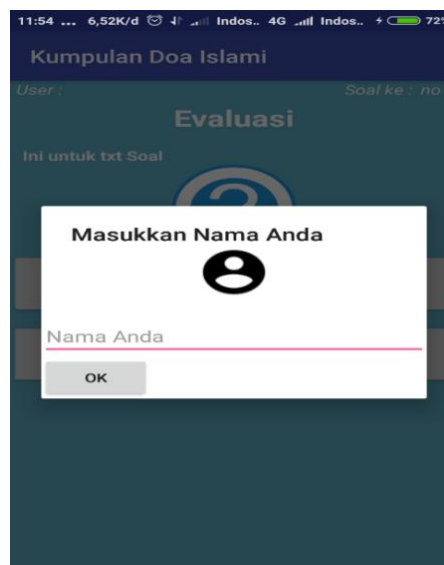 11:54 ... 6,52K/d Indos.. 4G Indos.. 72%
Kumpulan Doa Islami
User : Soal ke : no
Evaluasi
Ini untuk txt Soal
?
Masukkan Nama Anda
Nama Anda
OK